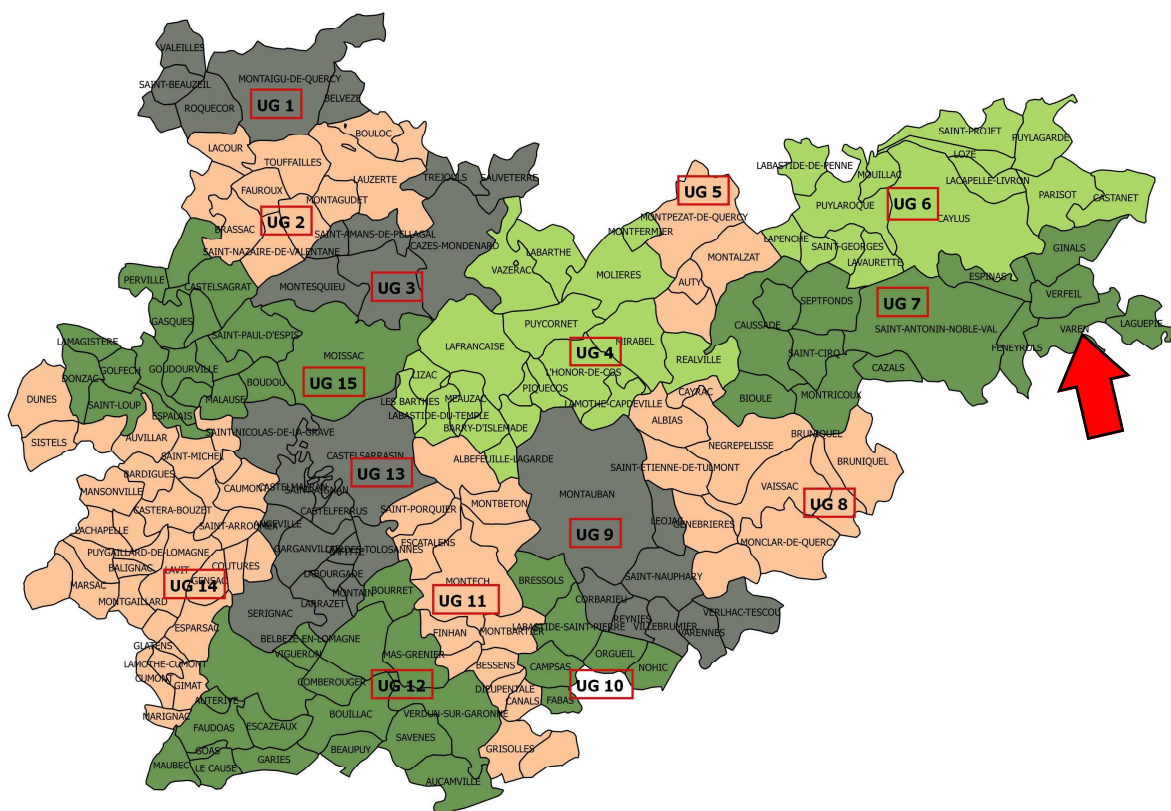 VALEILLES
MONTAIGU-DE-QUERCY
SAINT-BEAUZEIL
BELVEZE
ROQUECOR
UG 1
BOULOC
LACOUR
TOUFFAILLES
LAUZERTE
FAUROUX
MONTAGUDET
UG 2
BRASSAC
SAINT-NAZAIRE-DE-VALENTANE
TREJOULS
SAUVETERRE
SAINT-AMANS-DE-PELLAGAL
CAZES-MONDENARD
MONTESQUIEU
UG 3
UG 5
MONTPEZAT-DE-QUERCY
MONTFERMIER
MONTALZAT
AUTY
SAINT-PROJET
PUYLAGARDE
LABASTIDE-DE-PENNE
LOZE
MOUILLAC
LACAPELLE-LIVRON
PARISOT
CASTANET
PUYLAROQUE
UG 6
CAYLUS
LAPENCHE
SAINT-GEORGES
LAVAURETTE
GINALS
ESPINAS
VERFEIL
SEPTFONDS
UG 7
CAUSSADE
SAINT-ANTONIN-NOBLE-VAL
VAREN
LAGUEPIE
FENEYROLS
SAINT-CIRQ
CAZALS
BIOULE
MONTRICOUX
LABARTHE
VAZERAC
MOLIERES
PUYCORNET
MIRABEL
LAFRANCAISE
UG 4
REALVILLE
L'HONOR-DE-COS
LIZAC
PIQUECOS
MEAUZAC
LES BARTHES
LAMOTHE-CAPDEVILLE
LABASTIDE-DU-TEMPLE
BARRY-D'ISLEMADE
PERVILLE
CASTELSAGRAT
GASQUES
SAINT-PAUL-D'ESPIS
LAMAGISTERE
MOISSAC
GOLFECH
GOUDOURVILLE
DONZAC
BOUDOU
UG 15
MALAUSE
SAINT-LOUP
ESPALAIS
DUNES
SISTELS
AUVILLAR
SAINT-MICHEL
BARDIGUES
MANSONVILLE
CAUMONT
CASTERA-BOUZET
LACHAPELLE
PUYGAILLARD-DE-LOMAGNE
BALIGNAC
LAVIT
COUTURES
GENSAC
MARSAC
UG 14
MONTGAILLARD
ESPARSAC
GLATENS
LAMOTHE-CUMONT
CUMONT
GIMAT
MARIGNAC
SAINT-NICOLAS-DE-LA-GRAVE
CASTELSARRASIN
UG 13
CASTELFERRUS
LABOURGADE
MONTAIN
LARRAZET
SERIGNAC
ALBEFEUILLE-LAGARDE
MONTBETON
SAINT-PORQUIER
ESCATALENS
MONTECH
UG 11
FINHAN
MONTBARTIER
BESSENS
DIEUPENTALE
CANALS
GRISOLLES
CAYRAC
ALBIAS
NEGREPELISSE
BRUNIQUEL
BRUNIQUEL
SAINT-ETIENNE-DE-TULMONT
VAISSAC
UG 8
GENEBRIERES
MONCLAR-DE-QUERCY
MONTAUBAN
UG 9
SAINT-NAUPHARY
CORBARIEU
REYNIES
VILLEBRUMIER
VERLHAC-TESCOU
VARENNES
BRESSOLS
LABASTIDE-SAINT-PIERRE
ORGUEIL
NOHIC
CAMPSAS
UG 10
FABAS
BOURRET
BELBEZE-EN-LOMAGNE
VIGUERON
MAS-GRENIER
COMBEROUGER
UG 12
AUTERIVE
BOUILLAC
VERDUN-SUR-GARONNE
FAUDOAS
ESCAZEAUX
SAVENES
GOAS
BEAUPUY
MAUBEC
LE CAUSE
GARIES
AUCAMVILLE